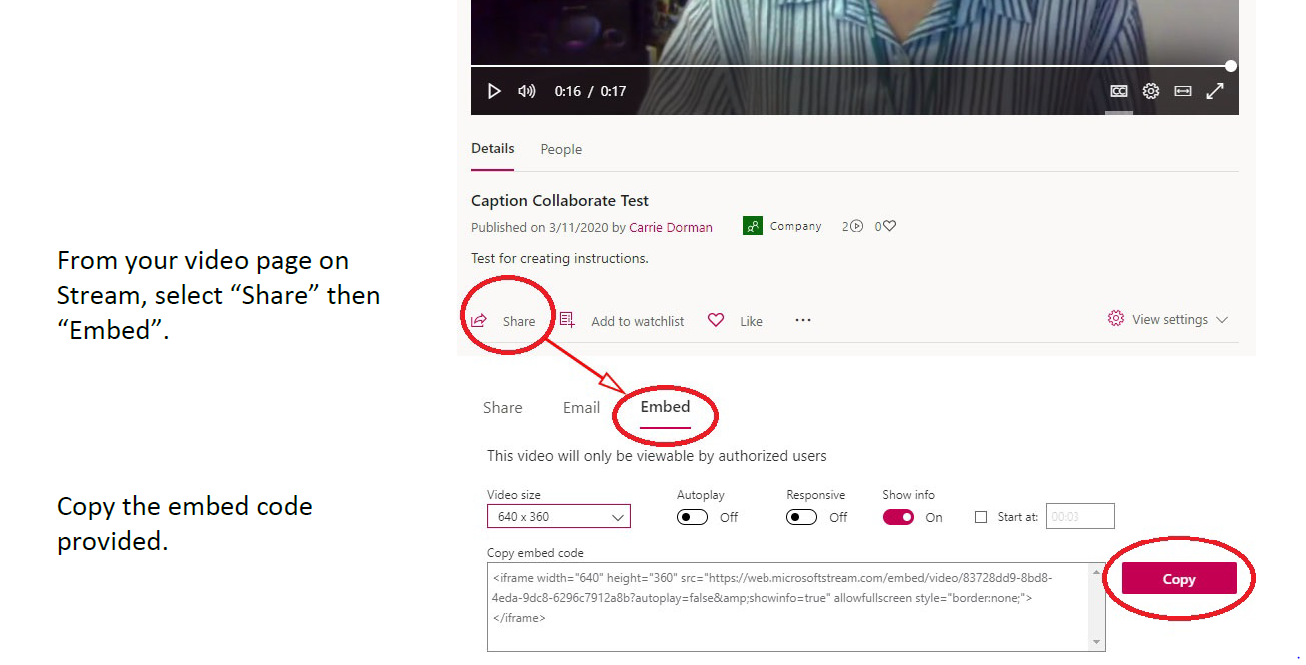 0:16 / 0:17
CC
Details People
Caption Collaborate Test
Published on 3/11/2020 by Carrie Dorman Company 2 0
Test for creating instructions.
From your video page on
Stream, select “Share” then
“Embed”.
Share Add to watchlist Like ... View settings
Share Email Embed
This video will only be viewable by authorized users
Video size Autoplay Responsive Show info
640 x 360 Off Off On Start at: 00:03
Copy the embed code
provided.
Copy embed code
<iframe width="640" height="360" src="https://web.microsoftstream.com/embed/video/83728dd9-8bd8-
4eda-9dc8-6296c7912a8b?autoplay=false&amp;showinfo=true" allowfullscreen style="border:none;">
</iframe>
Copy